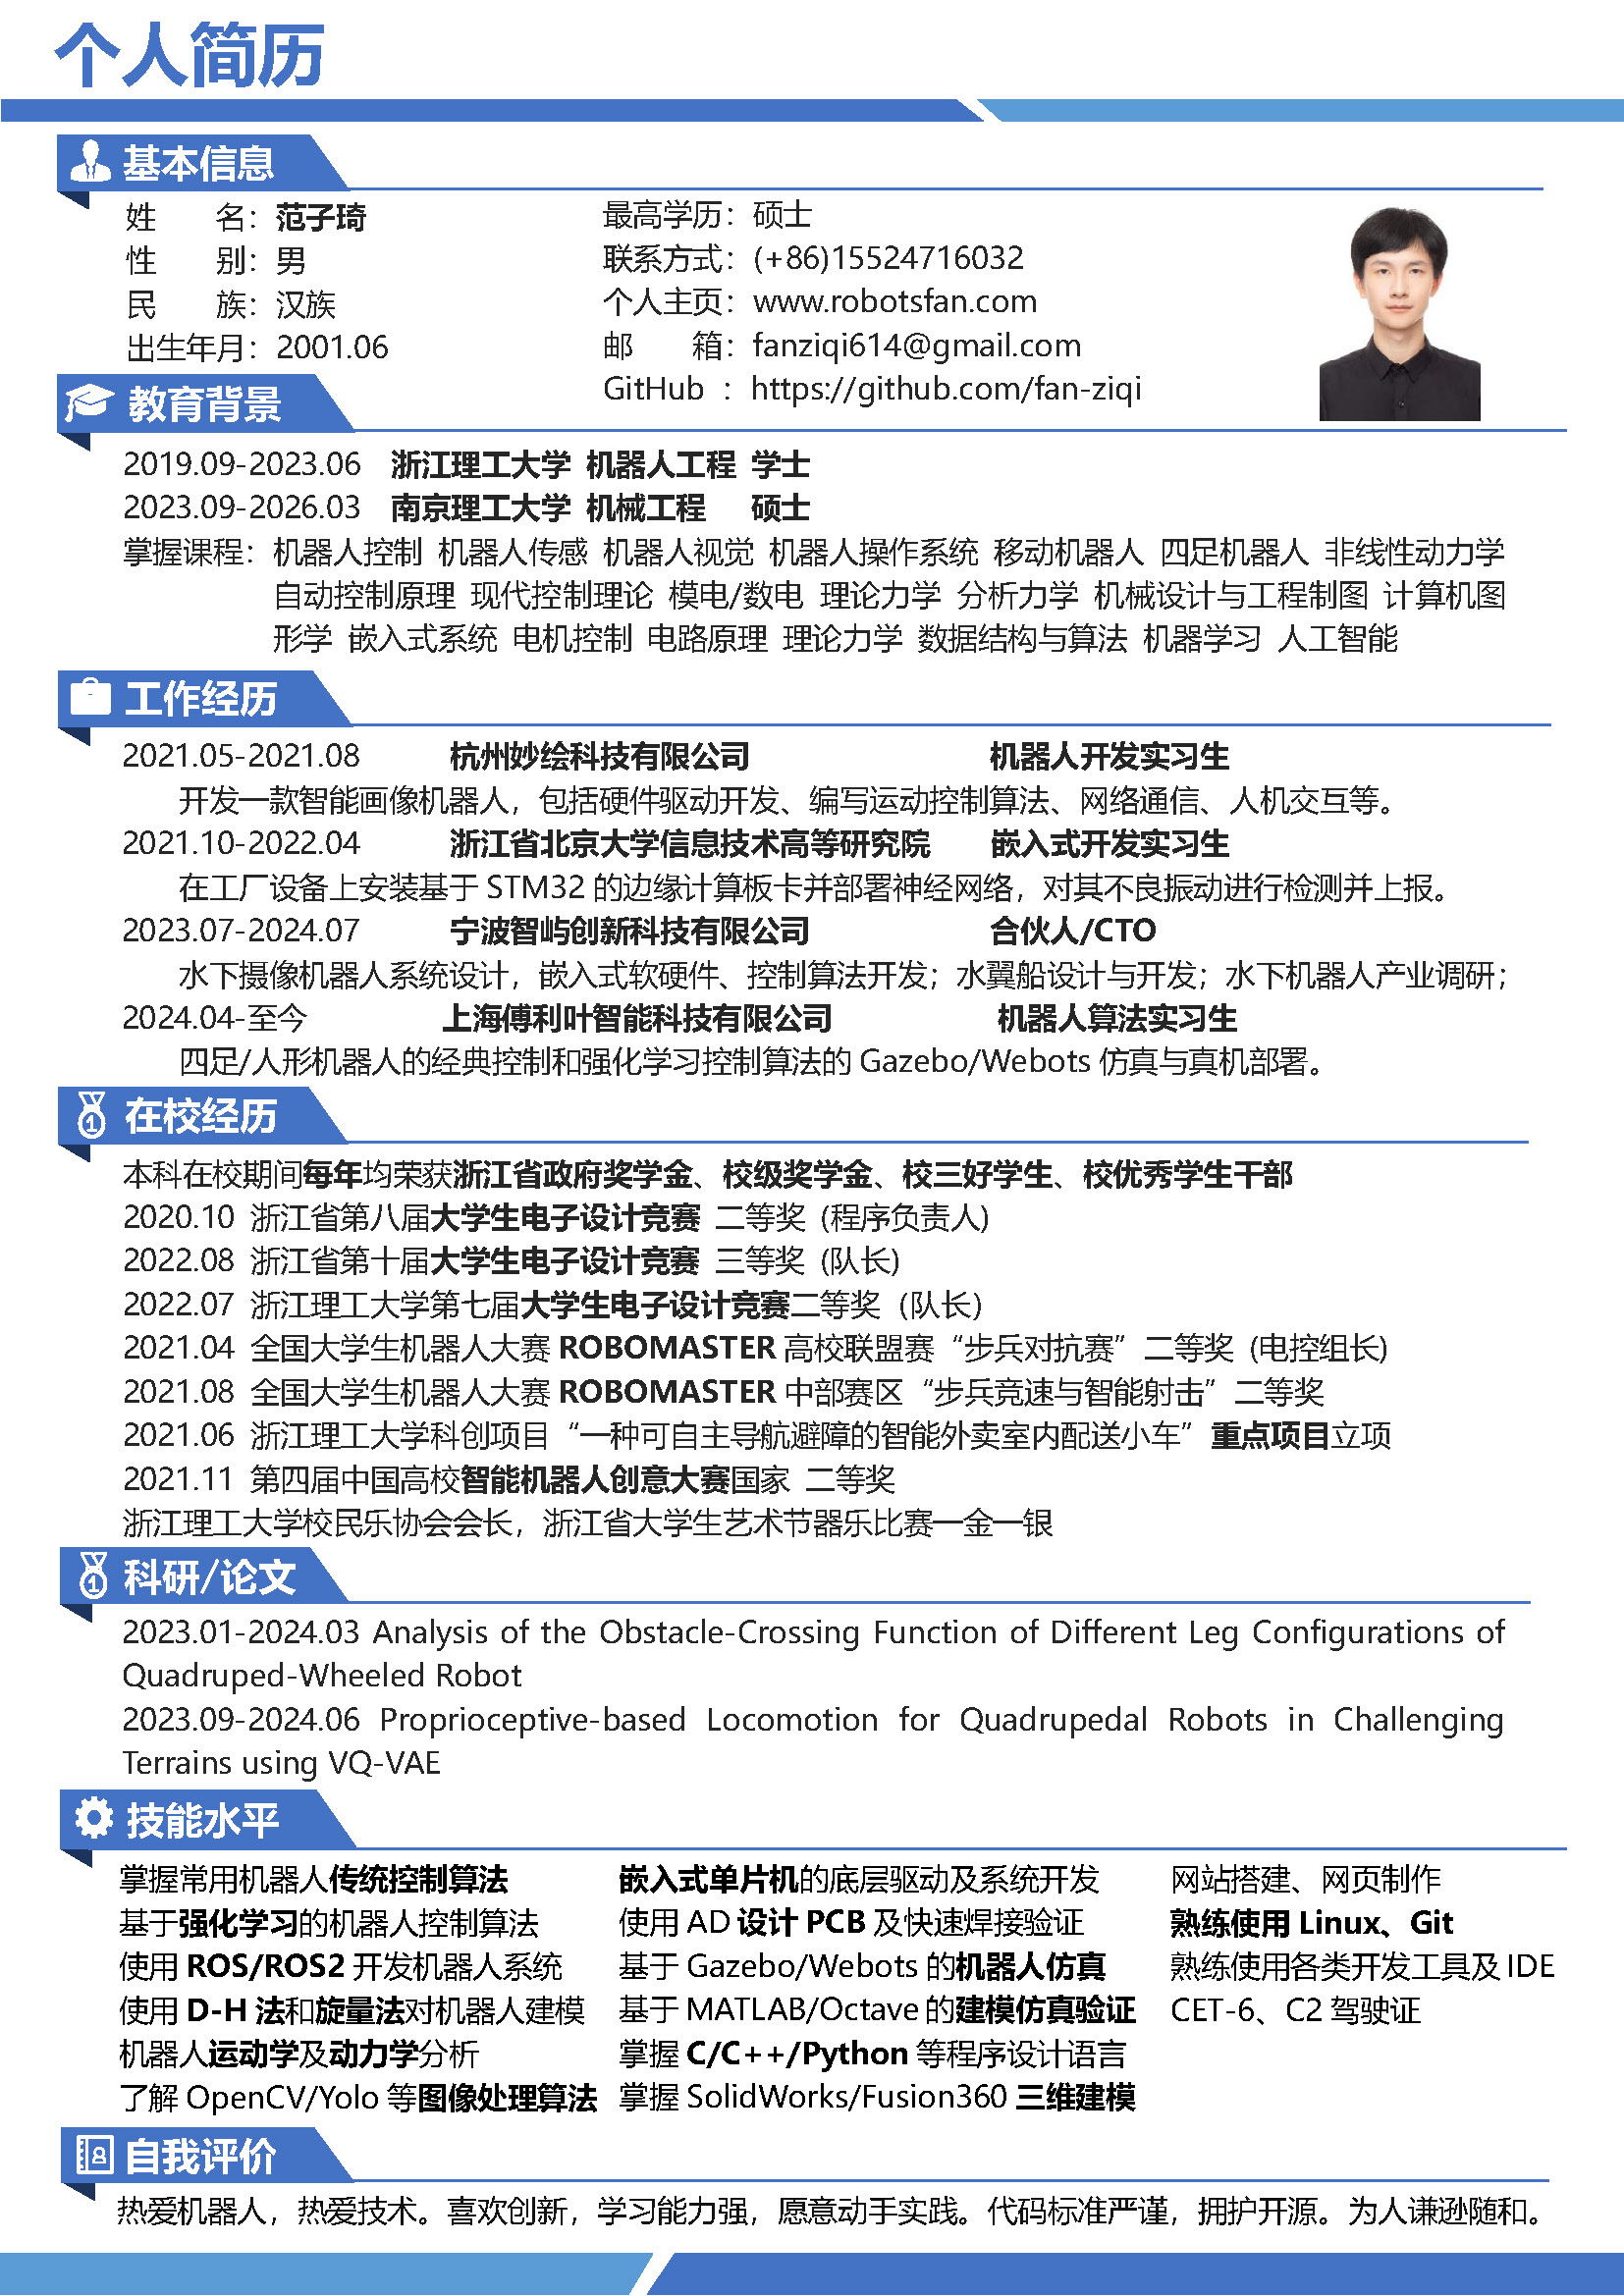 个人简历
基本信息
姓　　名：范子琦
性　　别：男
民　　族：汉族
出生年月：2001.06
最高学历：硕士
联系方式：(+86)15524716032
个人主页：www.robotsfan.com
邮　　箱：fanziqi614@gmail.com
GitHub ：https://github.com/fan-ziqi
教育背景
2019.09-2023.06 浙江理工大学 机器人工程 学士
2023.09-2026.03 南京理工大学 机械工程 硕士
掌握课程：机器人控制 机器人传感 机器人视觉 机器人操作系统 移动机器人 四足机器人 非线性动力学
自动控制原理 现代控制理论 模电/数电 理论力学 分析力学 机械设计与工程制图 计算机图
形学 嵌入式系统 电机控制 电路原理 理论力学 数据结构与算法 机器学习 人工智能
工作经历
2021.05-2021.08 杭州妙绘科技有限公司 机器人开发实习生
开发一款智能画像机器人，包括硬件驱动开发、编写运动控制算法、网络通信、人机交互等。
2021.10-2022.04 浙江省北京大学信息技术高等研究院 嵌入式开发实习生
在工厂设备上安装基于 STM32 的边缘计算板卡并部署神经网络，对其不良振动进行检测并上报。
2023.07-2024.07 宁波智屿创新科技有限公司 合伙人/CTO
水下摄像机器人系统设计，嵌入式软硬件、控制算法开发；水翼船设计与开发；水下机器人产业调研；
2024.04-至今 上海傅利叶智能科技有限公司 机器人算法实习生
四足/人形机器人的经典控制和强化学习控制算法的 Gazebo/Webots 仿真与真机部署。
在校经历
本科在校期间每年均荣获浙江省政府奖学金、校级奖学金、校三好学生、校优秀学生干部
2020.10 浙江省第八届大学生电子设计竞赛 二等奖 (程序负责人)
2022.08 浙江省第十届大学生电子设计竞赛 三等奖 (队长)
2022.07 浙江理工大学第七届大学生电子设计竞赛二等奖 (队长)
2021.04 全国大学生机器人大赛 ROBOMASTER 高校联盟赛“步兵对抗赛”二等奖 (电控组长)
2021.08 全国大学生机器人大赛 ROBOMASTER 中部赛区“步兵竞速与智能射击”二等奖
2021.06 浙江理工大学科创项目“一种可自主导航避障的智能外卖室内配送小车”重点项目立项
2021.11 第四届中国高校智能机器人创意大赛国家 二等奖
浙江理工大学校民乐协会会长，浙江省大学生艺术节器乐比赛一金一银
科研/论文
2023.01-2024.03 Analysis of the Obstacle-Crossing Function of Different Leg Configurations of
Quadruped-Wheeled Robot
2023.09-2024.06 Proprioceptive-based Locomotion for Quadrupedal Robots in Challenging
Terrains using VQ-VAE
技能水平
掌握常用机器人传统控制算法
基于强化学习的机器人控制算法
使用 ROS/ROS2 开发机器人系统
使用 D-H 法和旋量法对机器人建模
机器人运动学及动力学分析
了解 OpenCV/Yolo 等图像处理算法
嵌入式单片机的底层驱动及系统开发
使用 AD 设计 PCB 及快速焊接验证
基于 Gazebo/Webots 的机器人仿真
基于 MATLAB/Octave 的建模仿真验证
掌握 C/C++/Python 等程序设计语言
掌握 SolidWorks/Fusion360 三维建模
网站搭建、网页制作
熟练使用 Linux、Git
熟练使用各类开发工具及 IDE
CET-6、C2 驾驶证
自我评价
热爱机器人，热爱技术。喜欢创新，学习能力强，愿意动手实践。代码标准严谨，拥护开源。为人谦逊随和。